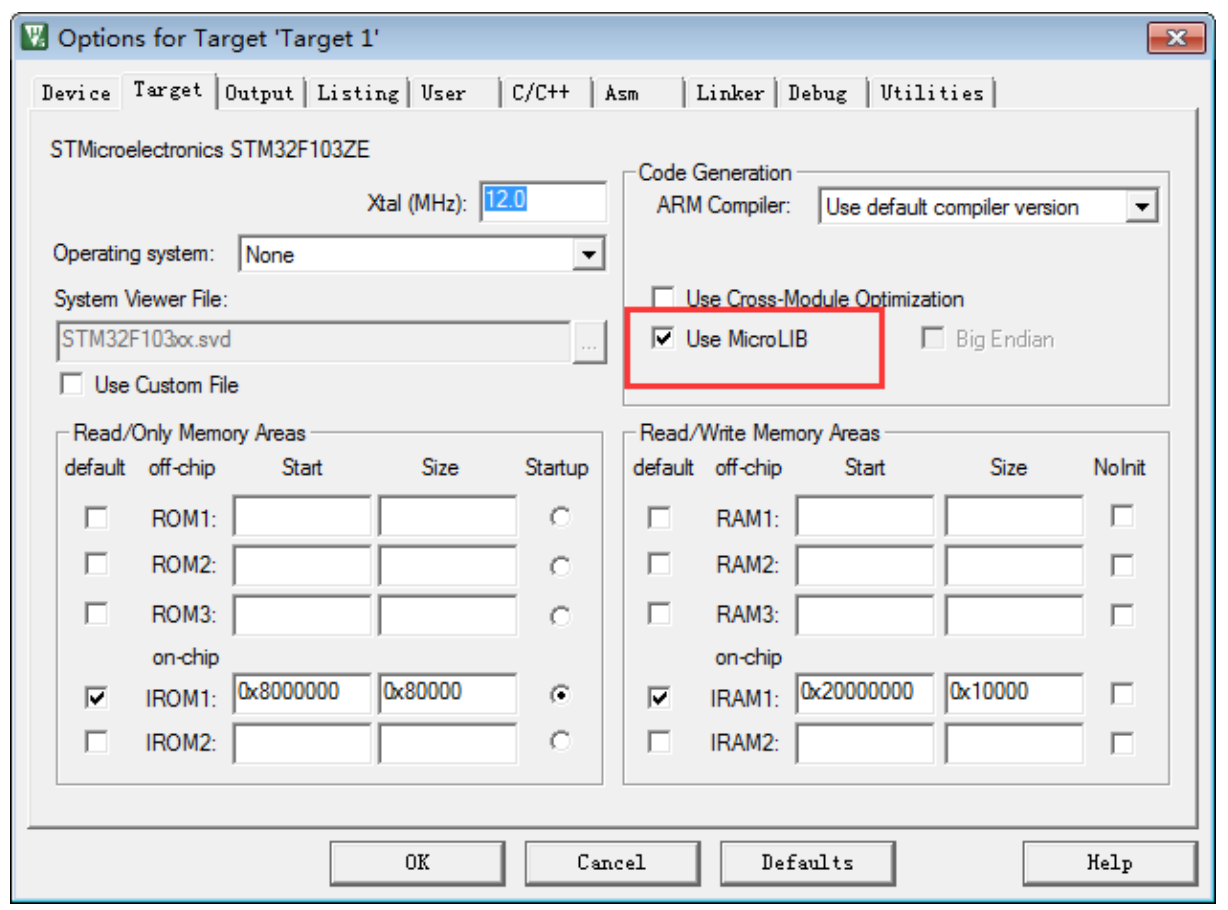 Options for Target 'Target 1'
Device Target Output Listing User C/C++ Asm Linker Debug Utilities
STMicroelectronics STM32F103ZE
Xtal (MHz): 12.0
Operating system: None
System Viewer File:
STM32F103xx.svd ...
Use Custom File
Code Generation
ARM Compiler: Use default compiler version
Use Cross-Module Optimization
Use MicroLIB Big Endian
Read/Only Memory Areas
default off-chip Start Size Startup
ROM1:
ROM2:
ROM3:
on-chip
IROM1: 0x8000000 0x80000
IROM2:
Read/Write Memory Areas
default off-chip Start Size NoInit
RAM1:
RAM2:
RAM3:
on-chip
IRAM1: 0x20000000 0x10000
IRAM2:
OK Cancel Defaults Help